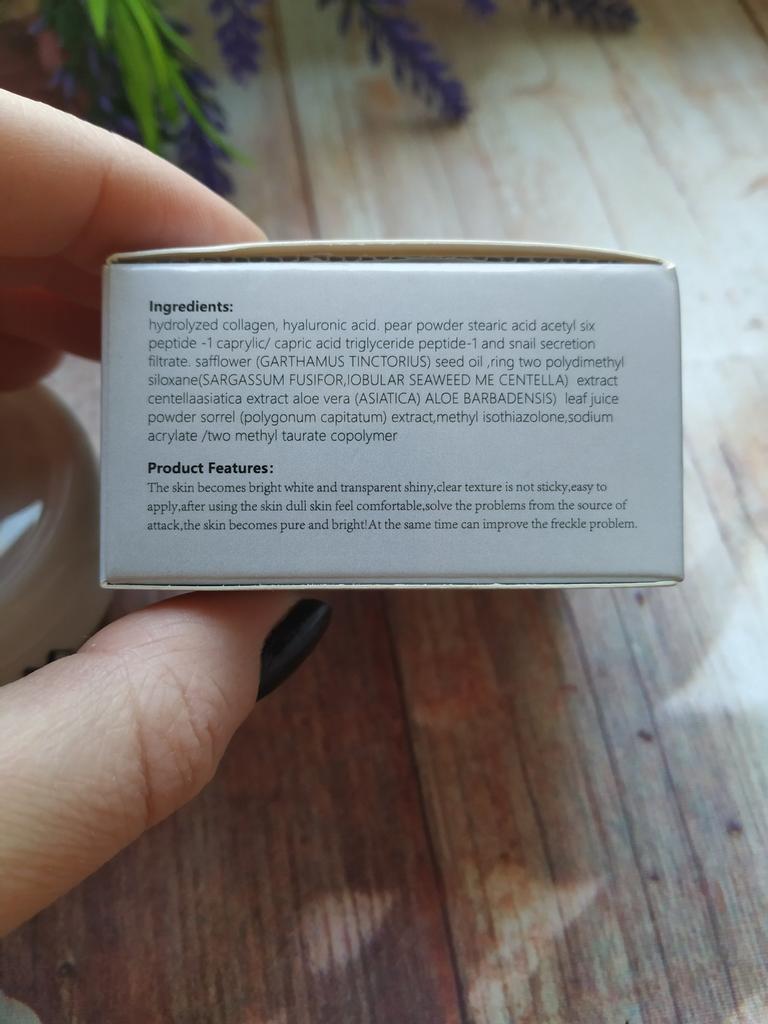 Ingredients:
hydrolyzed collagen, hyaluronic acid. pear powder stearic acid acetyl six
peptide -1 caprylic/ capric acid triglyceride peptide-1 and snail secretion
filtrate. safflower (GARTHAMUS TINCTORIUS) seed oil ,ring two polydimethyl
siloxane(SARGASSUM FUSIFOR,IOBULAR SEAWEED ME CENTELLA) extract
centellaasiatica extract aloe vera (ASIATICA) ALOE BARBADENSIS) leaf juice
powder sorrel (polygonum capitatum) extract,methyl isothiazolone,sodium
acrylate /two methyl taurate copolymer
Product Features:
The skin becomes bright white and transparent shiny,clear texture is not sticky,easy to
apply,after using the skin dull skin feel comfortable,solve the problems from the source of
attack,the skin becomes pure and bright!At the same time can improve the freckle problem.